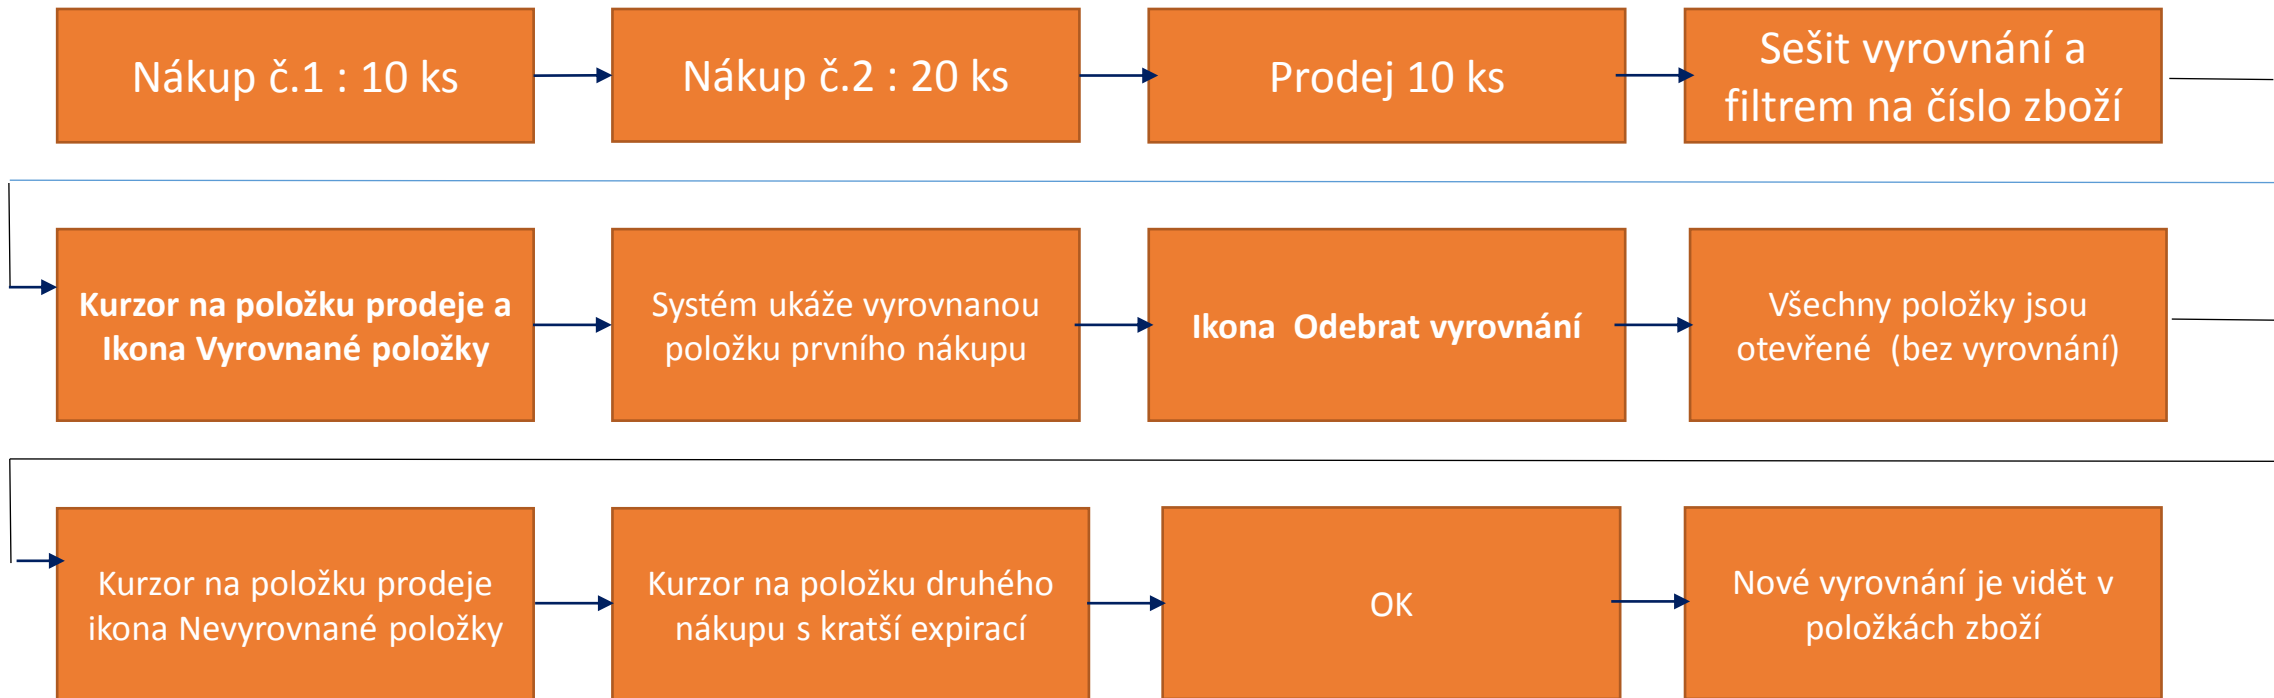 Nákup č.1 : 10 ks
Nákup č.2 : 20 ks
Prodej 10 ks
Sešit vyrovnání a
filtrem na číslo zboží
Kurzor na položku prodeje a
Ikona Vyrovnané položky
Systém ukáže vyrovnanou
položku prvního nákupu
Ikona  Odebrat vyrovnání
Všechny položky jsou
otevřené  (bez vyrovnání)
Kurzor na položku prodeje
ikona Nevyrovnané položky
Kurzor na položku druhého
nákupu s kratší expirací
OK
Nové vyrovnání je vidět v
položkách zboží